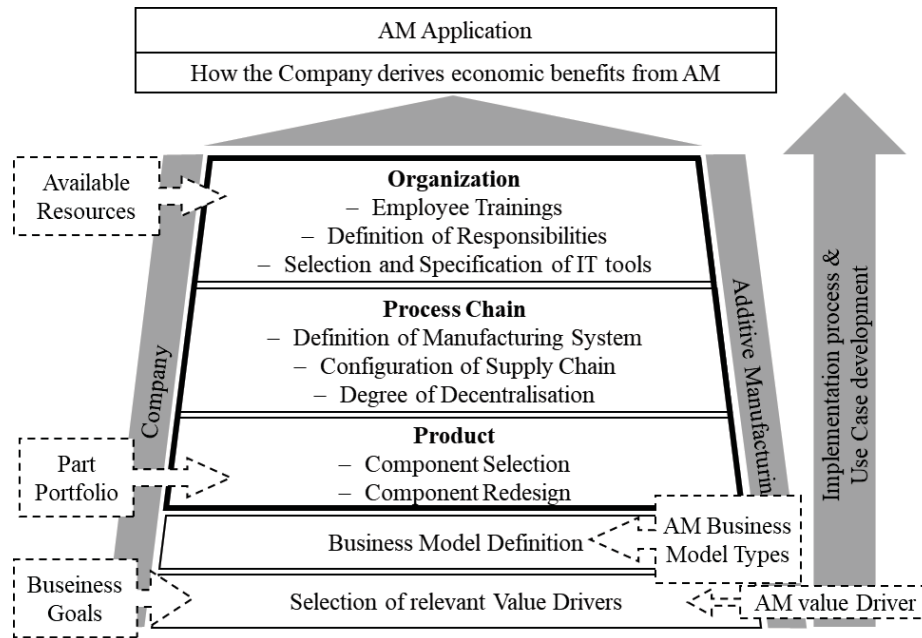 AM Application
How the Company derives economic benefits from AM
Available
Resources
Organization
– Employee Trainings
– Definition of Responsibilities
– Selection and Specification of IT tools
Process Chain
– Definition of Manufacturing System
– Configuration of Supply Chain
– Degree of Decentralisation
Company
Additive Manufacturin
Implementation process &
Use Case development
Part
Portfolio
Product
– Component Selection
– Component Redesign
Business Model Definition
AM Business
Model Types
Buseiness
Goals
Selection of relevant Value Drivers
AM value Driver